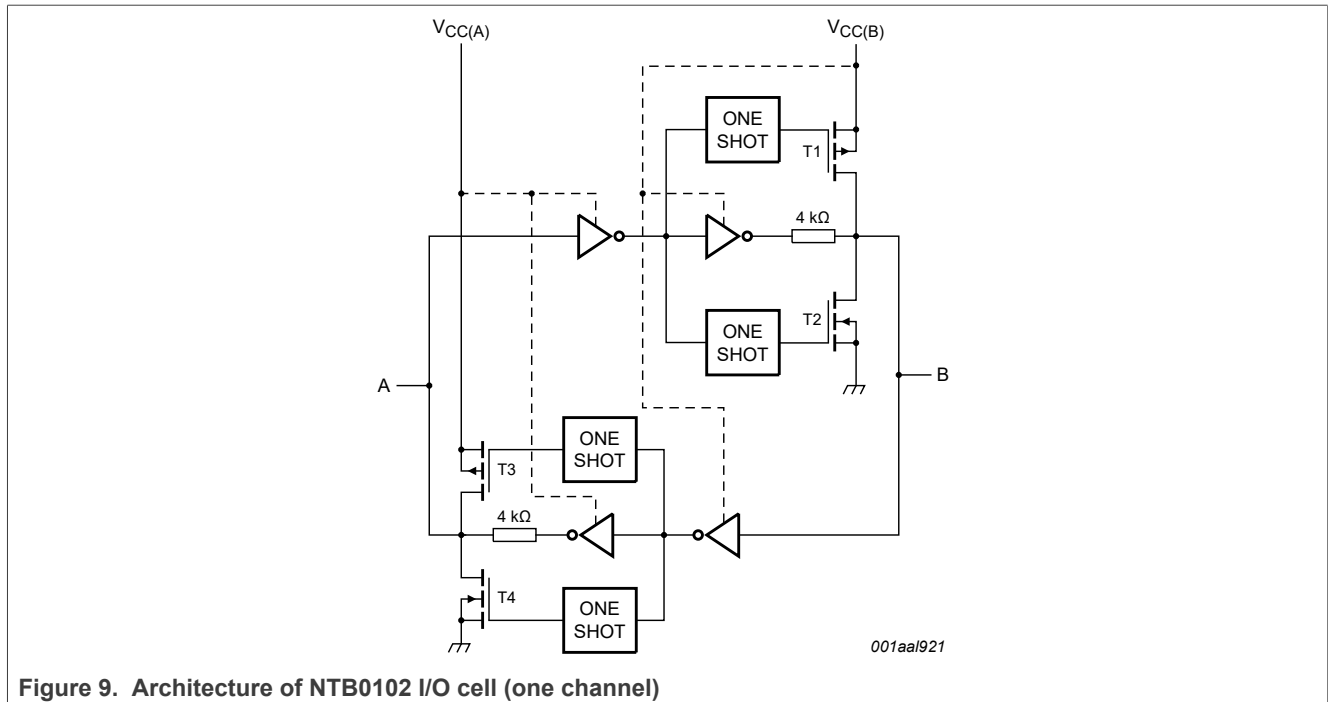 VCC(A)
VCC(B)
ONE
SHOT
T1
4 kΩ
ONE
SHOT
T2
A
B
ONE
SHOT
T3
4 kΩ
T4
ONE
SHOT
001aal921
Figure 9. Architecture of NTB0102 I/O cell (one channel)